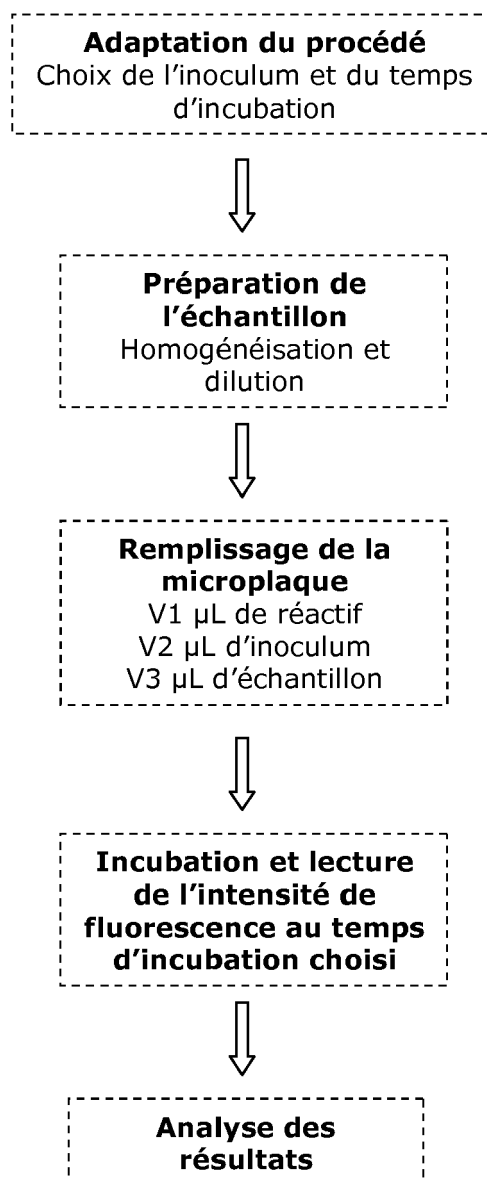 Adaptation du procédé
Choix de l'inoculum et du temps
d'incubation
Préparation de
l'échantillon
Homogénéisation et
dilution
Remplissage de la
microplaque
V1 µL de réactif
V2 µL d'inoculum
V3 µL d'échantillon
Incubation et lecture
de l'intensité de
fluorescence au temps
d'incubation choisi
Analyse des
résultats